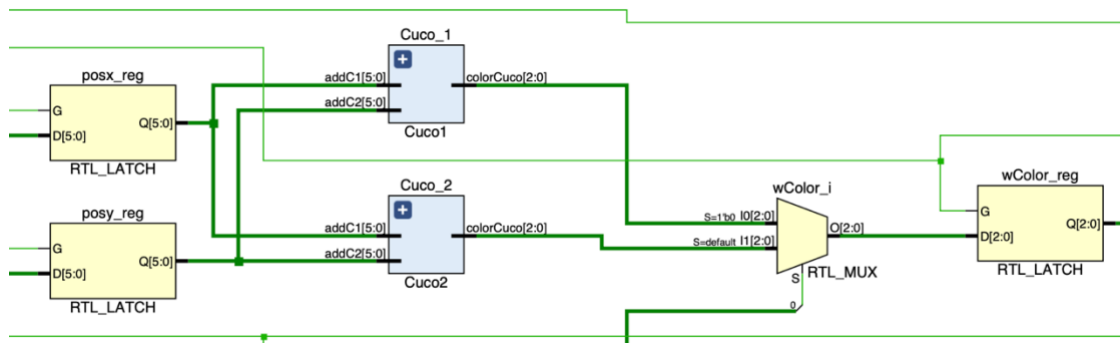 Cuco_1
posx_reg
addC1[5:0]
colorCuco[2:0]
addC2[5:0]
G
Q[5:0]
D[5:0]
Cuco1
RTL_LATCH
Cuco_2
wColor_i
wColor_reg
posy_reg
addC1[5:0]
colorCuco[2:0]
S=1'b0 I0[2:0]
G
O[2:0]
D[2:0]
Q[2:0]
S=default I1[2:0]
G
Q[5:0]
addC2[5:0]
D[5:0]
Cuco2
S
RTL_MUX
RTL_LATCH
RTL_LATCH
0